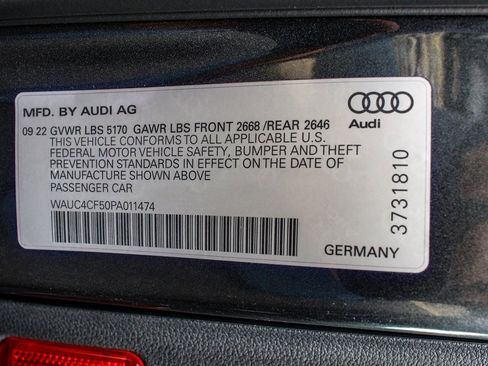 MFD. BY AUDI AG
Audi
09 22 GVWR LBS 5170 GAWR LBS FRONT 2668 /REAR 2646
THIS VEHICLE CONFORMS TO ALL APPLICABLE U.S.
FEDERAL MOTOR VEHICLE SAFETY, BUMPER AND THEFT
PREVENTION STANDARDS IN EFFECT ON THE DATE OF
MANUFACTURE SHOWN ABOVE
PASSENGER CAR
WAUC4CF50PA011474
3731810
GERMANY